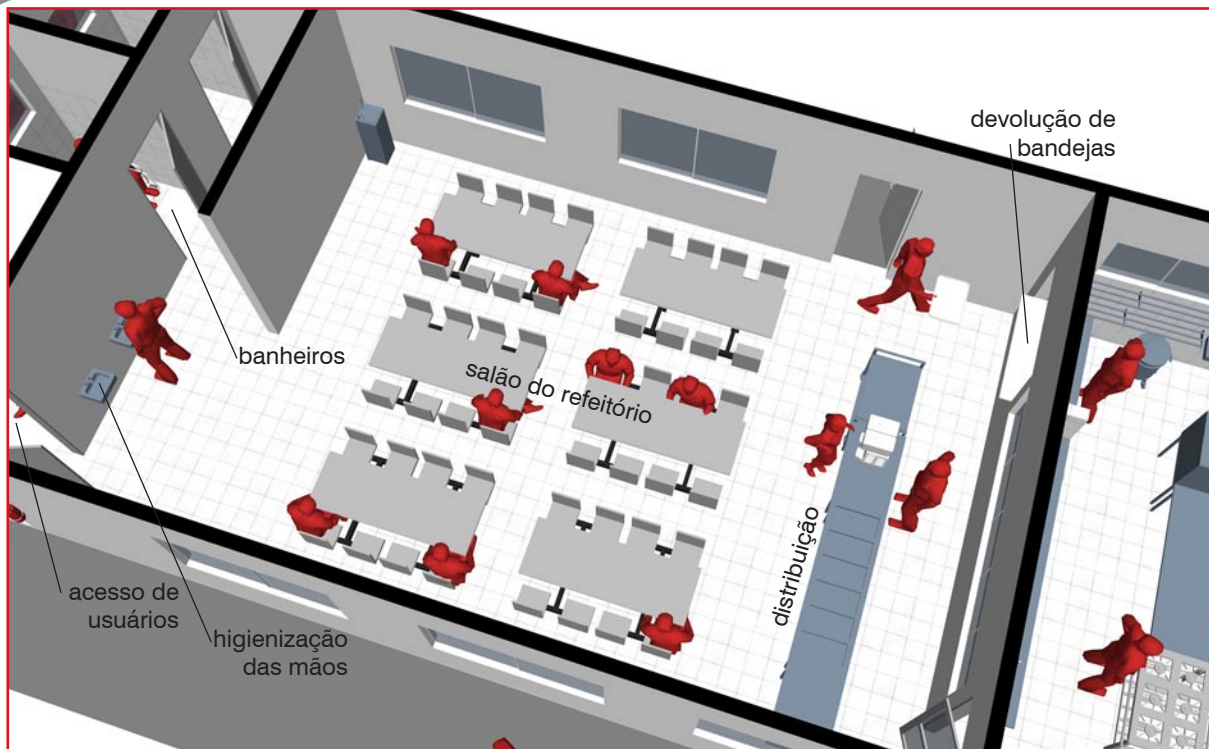 devolução de
bandejas
banheiros
salão do refeitório
distribuição
acesso de
usuários
higienização
das mãos